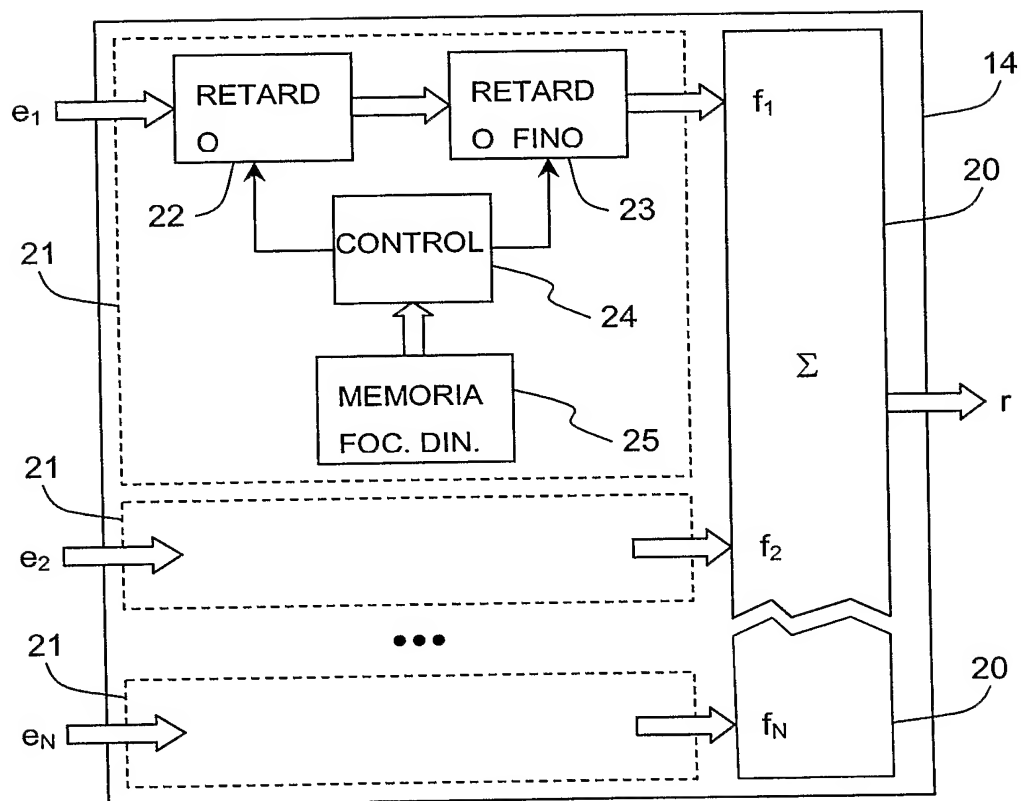 RETARD
O
RETARD
O FINO
14
e₁
f₁
20
22
23
21
CONTROL
24
Σ
MEMORIA
FOC. DIN.
25
r
21
e₂
f₂
•••
21
20
eN
fN